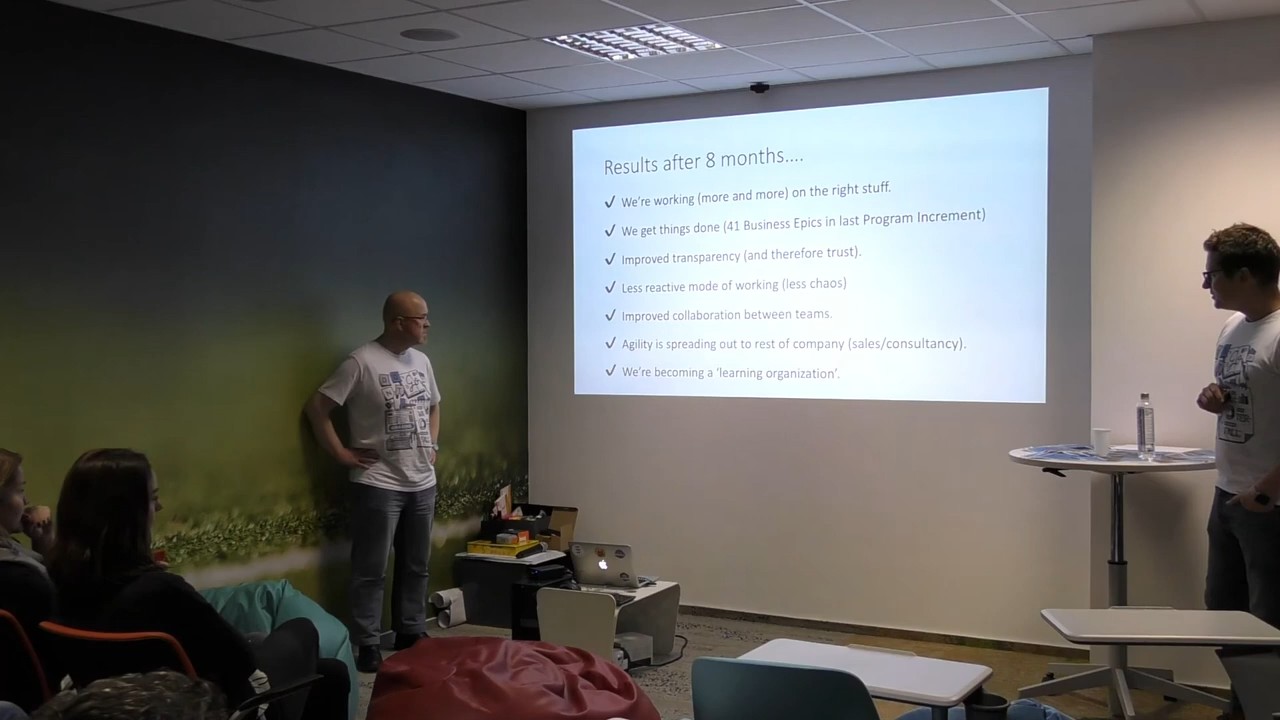 Results after 8 months....
✓ We're working (more and more) on the right stuff.
✓ We get things done (41 Business Epics in last Program Increment)
✓ Improved transparency (and therefore trust).
✓ Less reactive mode of working (less chaos)
✓ Improved collaboration between teams.
✓ Agility is spreading out to rest of company (sales/consultancy).
✓ We're becoming a 'learning organization'.